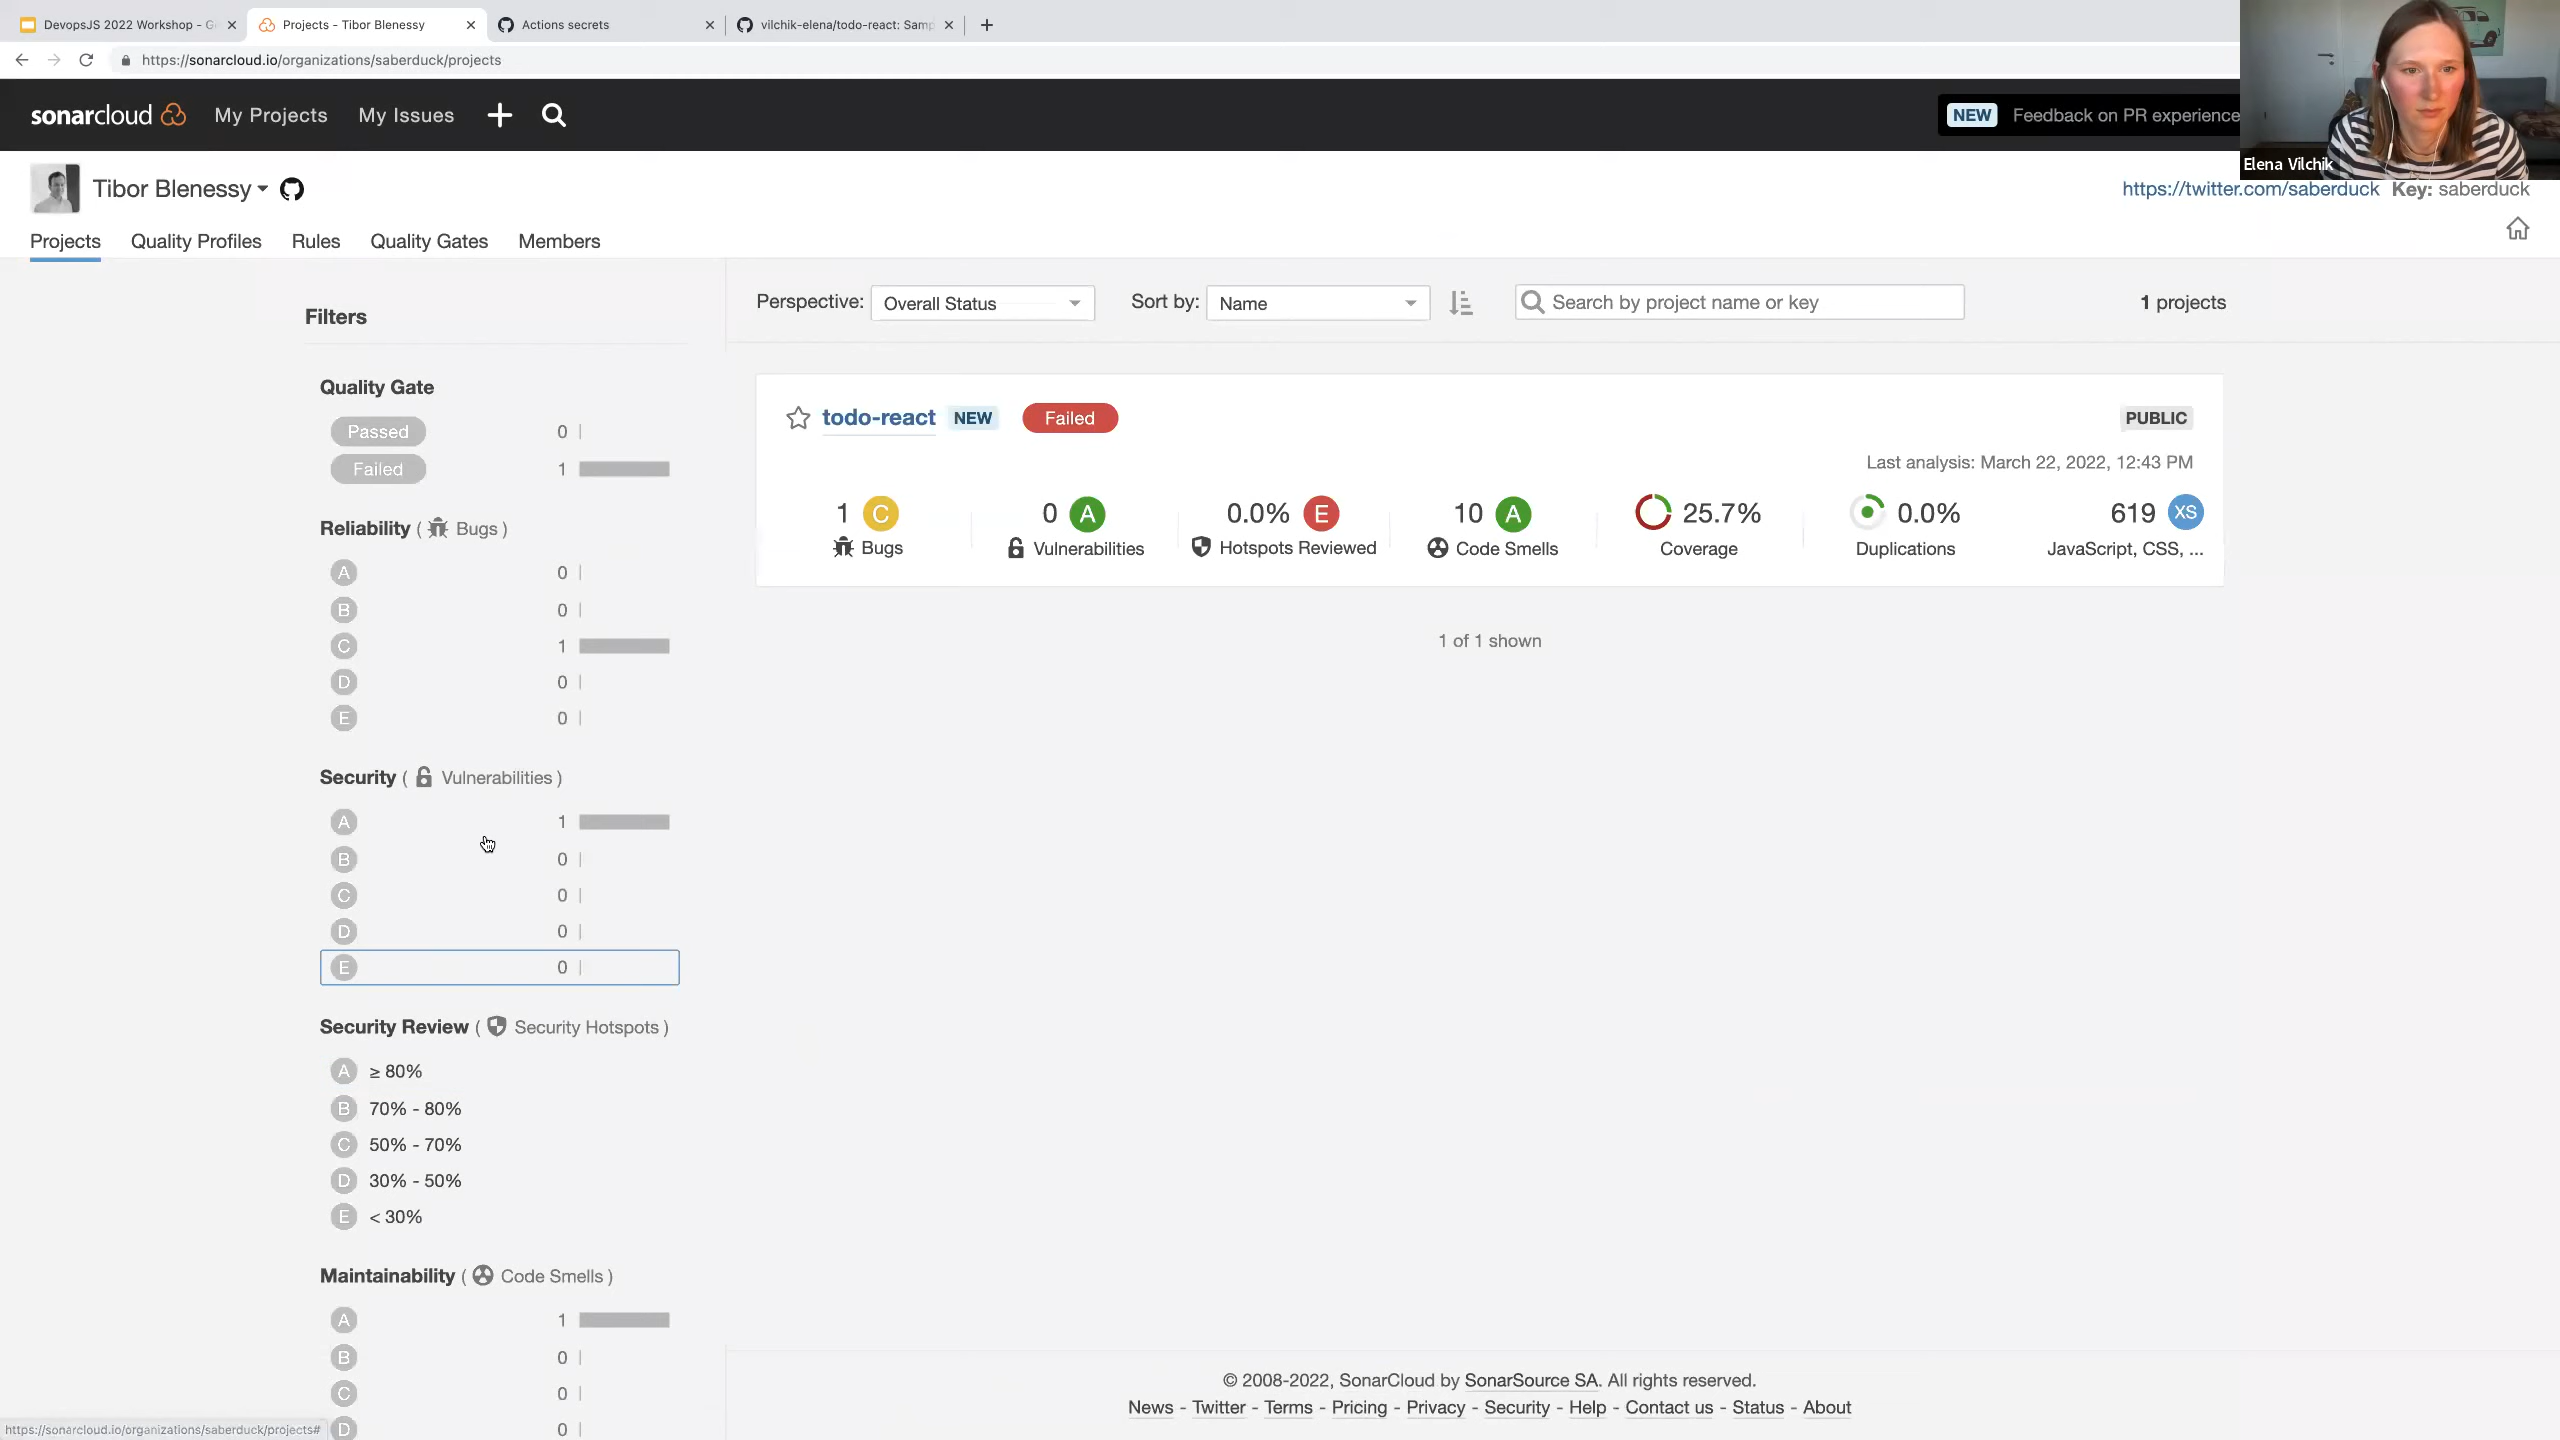 DevopsJS 2022 Workshop - G
Projects - Tibor Blenessy
Actions secrets
vilchik-elena/todo-react: Samp
https://sonarcloud.io/organizations/saberduck/projects
sonarcloud
My Projects
My Issues
NEW
Feedback on PR experience
Elena Vilchik
Tibor Blenessy
https://twitter.com/saberduck Key: saberduck
Projects
Quality Profiles
Rules
Quality Gates
Members
Filters
Perspective:
Overall Status
Sort by:
Name
Search by project name or key
1 projects
Quality Gate
Passed 0
Failed 1
Reliability ( Bugs )
A 0
B 0
C 1
D 0
E 0
Security ( Vulnerabilities )
A 1
B 0
C 0
D 0
E 0
Security Review ( Security Hotspots )
A ≥ 80%
B 70% - 80%
C 50% - 70%
D 30% - 50%
E < 30%
Maintainability ( Code Smells )
A 1
B 0
C 0
D 0
todo-react NEW Failed
PUBLIC
Last analysis: March 22, 2022, 12:43 PM
1 C
Bugs
0 A
Vulnerabilities
0.0% E
Hotspots Reviewed
10 A
Code Smells
25.7%
Coverage
0.0%
Duplications
619 XS
JavaScript, CSS, ...
1 of 1 shown
© 2008-2022, SonarCloud by SonarSource SA. All rights reserved.
News - Twitter - Terms - Pricing - Privacy - Security - Help - Contact us - Status - About
https://sonarcloud.io/organizations/saberduck/projects#